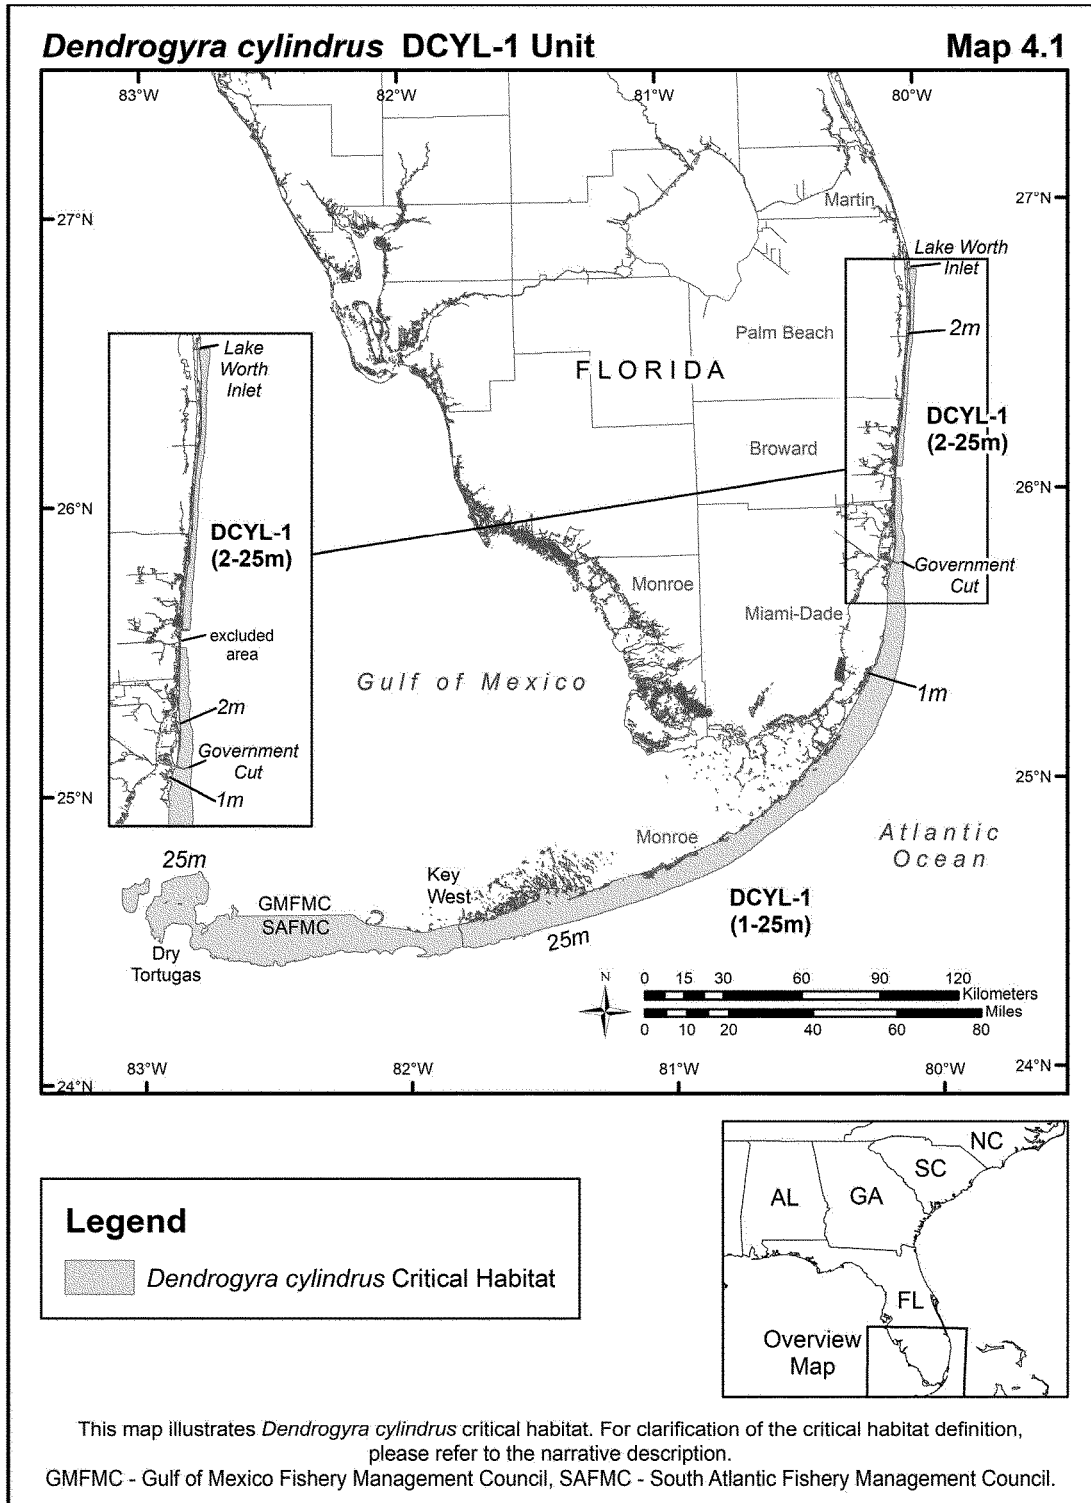 Dendrogyra cylindrus DCYL-1 Unit
Map 4.1
83°W
82°W
81°W
80°W
27°N
27°N
Martin
Lake Worth
Inlet
2m
Palm Beach
FLORIDA
Lake
Worth
Inlet
DCYL-1
(2-25m)
Broward
26°N
26°N
DCYL-1
(2-25m)
Government
Cut
Monroe
Miami-Dade
excluded
area
Gulf of Mexico
1m
2m
Government
Cut
1m
25°N
25°N
Atlantic
Ocean
Monroe
25m
Key
West
GMFMC
SAFMC
DCYL-1
(1-25m)
25m
Dry
Tortugas
N
0 15 30 60 90 120
Kilometers
Miles
0 10 20 40 60 80
24°N
24°N
83°W
82°W
81°W
80°W
Legend
Dendrogyra cylindrus Critical Habitat
NC
SC
AL
GA
FL
Overview
Map
This map illustrates Dendrogyra cylindrus critical habitat. For clarification of the critical habitat definition,
please refer to the narrative description.
GMFMC - Gulf of Mexico Fishery Management Council, SAFMC - South Atlantic Fishery Management Council.